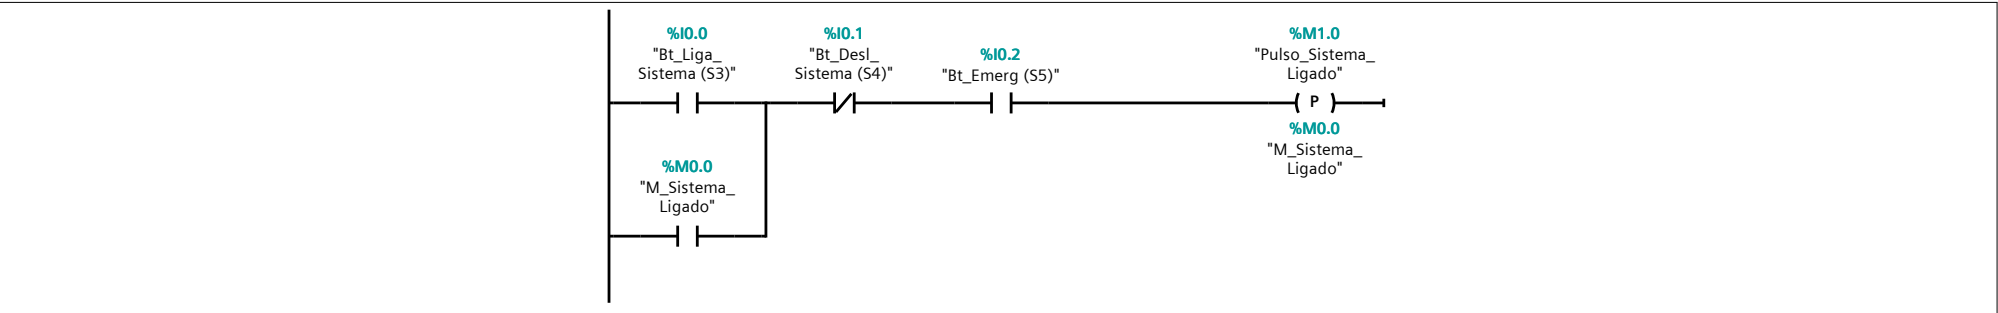 %I0.0
"Bt_Liga_
Sistema (S3)"
%I0.1
"Bt_Desl_
Sistema (S4)"
%I0.2
"Bt_Emerg (S5)"
%M1.0
"Pulso_Sistema_
Ligado"
P
%M0.0
"M_Sistema_
Ligado"
%M0.0
"M_Sistema_
Ligado"